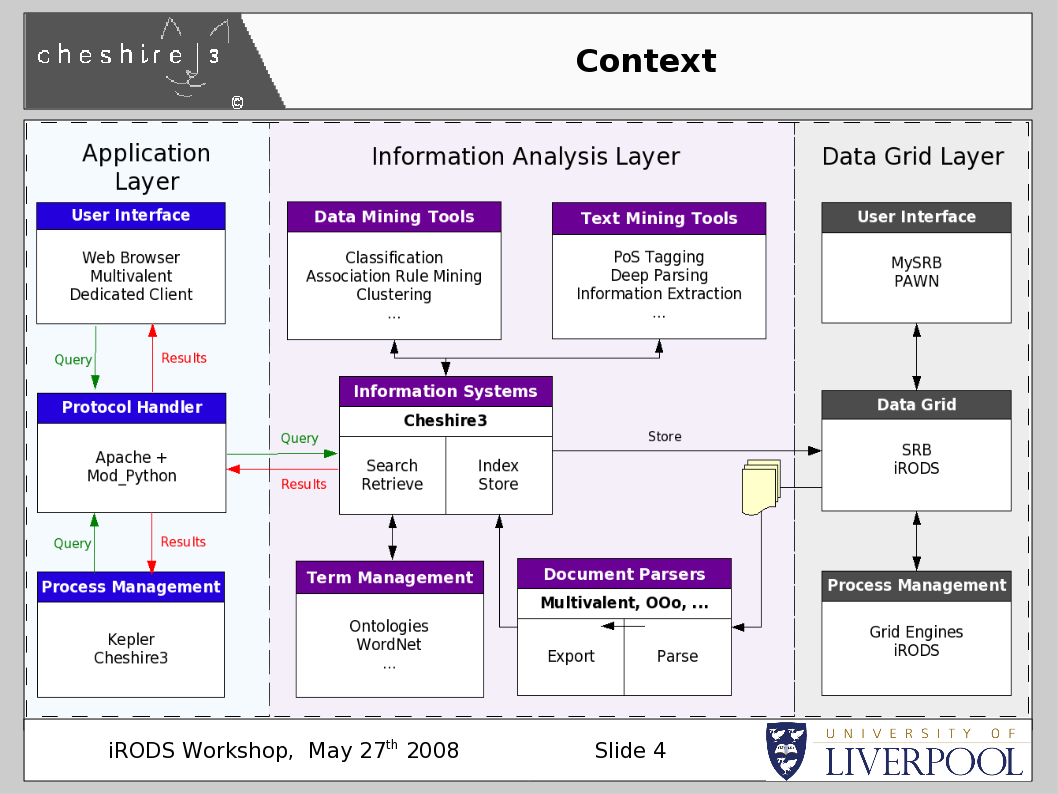 cheshire3
©
Context
Application
Layer
User Interface
Web Browser
Multivalent
Dedicated Client
Query
Results
Protocol Handler
Apache +
Mod_Python
Query
Results
Process Management
Kepler
Cheshire3
Query
Results
Information Analysis Layer
Data Mining Tools
Classification
Association Rule Mining
Clustering
...
Text Mining Tools
PoS Tagging
Deep Parsing
Information Extraction
...
Information Systems
Cheshire3
Search
Retrieve
Index
Store
Store
Term Management
Ontologies
WordNet
...
Document Parsers
Multivalent, OOo, ...
Export
Parse
Data Grid Layer
User Interface
MySRB
PAWN
Data Grid
SRB
iRODS
Process Management
Grid Engines
iRODS
iRODS Workshop, May 27th 2008
Slide 4
UNIVERSITY OF
LIVERPOOL